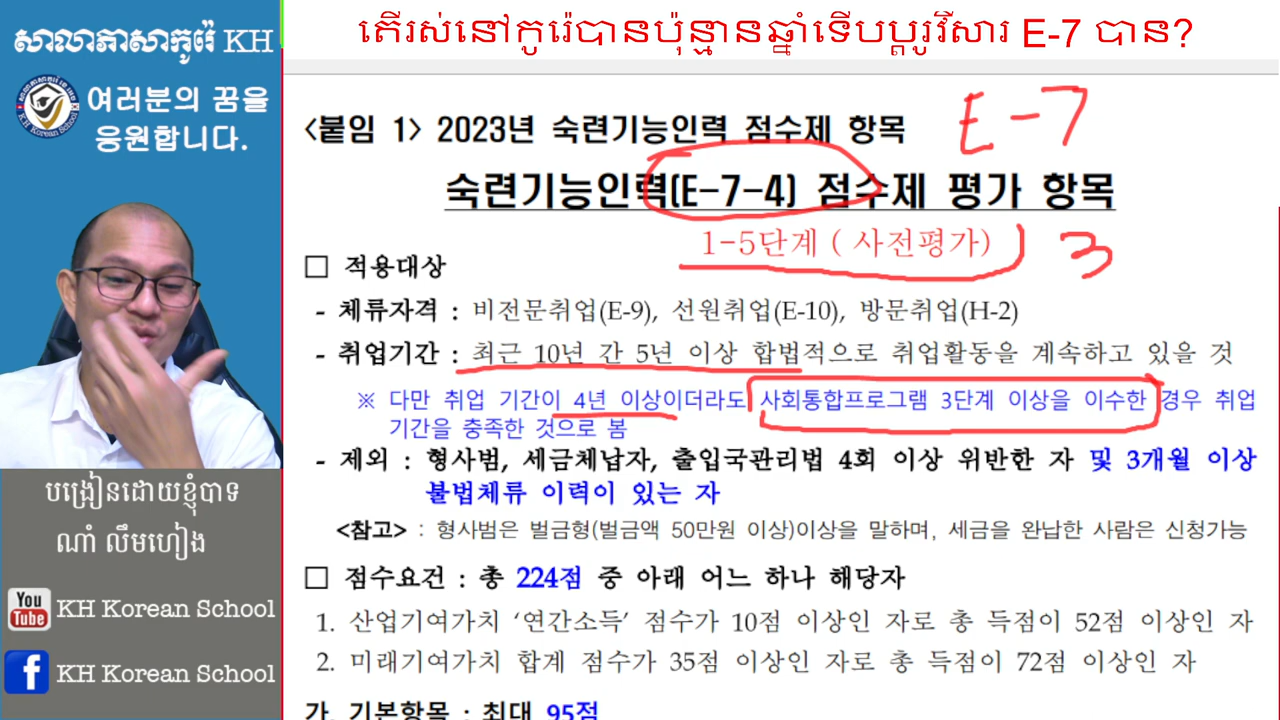 តើរស់នៅកូរ៉េបានប៉ុន្មានឆ្នាំទើបប្តូរវីសារ E-7 បាន?
សាលាភាសាកូរ៉េ KH
여러분의 꿈을
응원합니다.
KH Korean School
<붙임 1> 2023년 숙련기능인력 점수제 항목
E-7
숙련기능인력(E-7-4) 점수제 평가 항목
1-5단계 ( 사전평가)
3
□ 적용대상
- 체류자격 : 비전문취업(E-9), 선원취업(E-10), 방문취업(H-2)
- 취업기간 : 최근 10년 간 5년 이상 합법적으로 취업활동을 계속하고 있을 것
※ 다만 취업 기간이 4년 이상이더라도 사회통합프로그램 3단계 이상을 이수한 경우 취업
기간을 충족한 것으로 봄
- 제외 : 형사범, 세금체납자, 출입국관리법 4회 이상 위반한 자 및 3개월 이상
불법체류 이력이 있는 자
<참고> : 형사범은 벌금형(벌금액 50만원 이상)이상을 말하며, 세금을 완납한 사람은 신청가능
□ 점수요건 : 총 224점 중 아래 어느 하나 해당자
1. 산업기여가치 ‘연간소득’ 점수가 10점 이상인 자로 총 득점이 52점 이상인 자
2. 미래기여가치 합계 점수가 35점 이상인 자로 총 득점이 72점 이상인 자
가. 기본항목 : 최대 95점
បង្រៀនដោយខ្ញុំបាទ
ណាំ លឹមហៀង
You
Tube
KH Korean School
f
KH Korean School